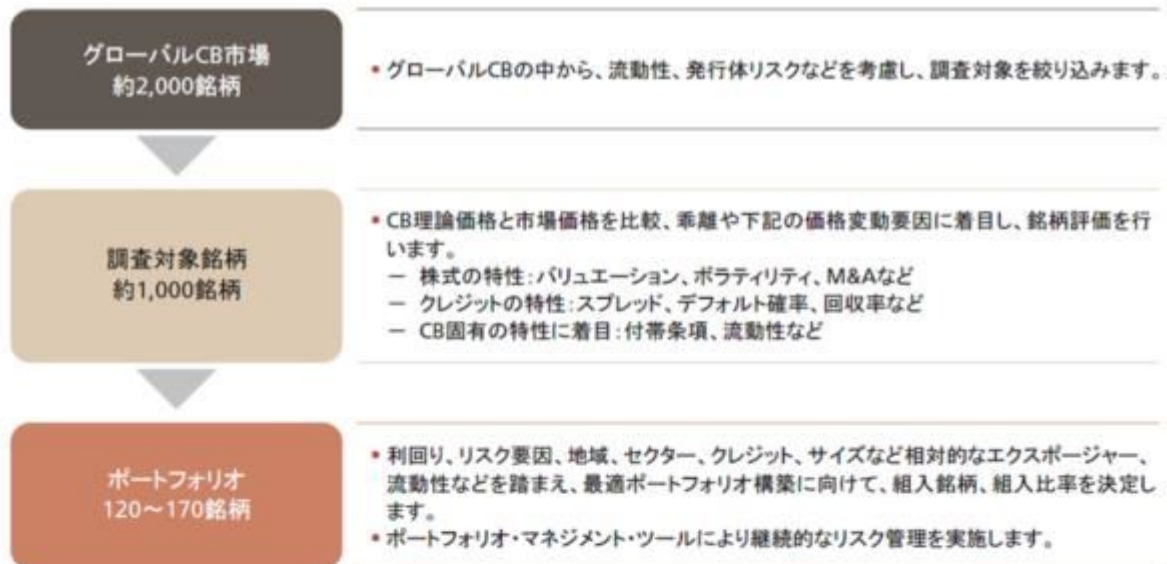 グローバルCB市場
約2,000銘柄
▪ グローバルCBの中から、流動性、発行体リスクなどを考慮し、調査対象を絞り込みます。
調査対象銘柄
約1,000銘柄
▪ CB理論価格と市場価格を比較、乖離や下記の価格変動要因に着目し、銘柄評価を行
います。
－ 株式の特性：バリュエーション、ボラティリティ、M&Aなど
－ クレジットの特性：スプレッド、デフォルト確率、回収率など
－ CB固有の特性に着目：付帯条項、流動性など
ポートフォリオ
120～170銘柄
▪ 利回り、リスク要因、地域、セクター、クレジット、サイズなど相対的なエクスポージャー、
流動性などを踏まえ、最適ポートフォリオ構築に向けて、組入銘柄、組入比率を決定し
ます。
▪ ポートフォリオ・マネジメント・ツールにより継続的なリスク管理を実施します。